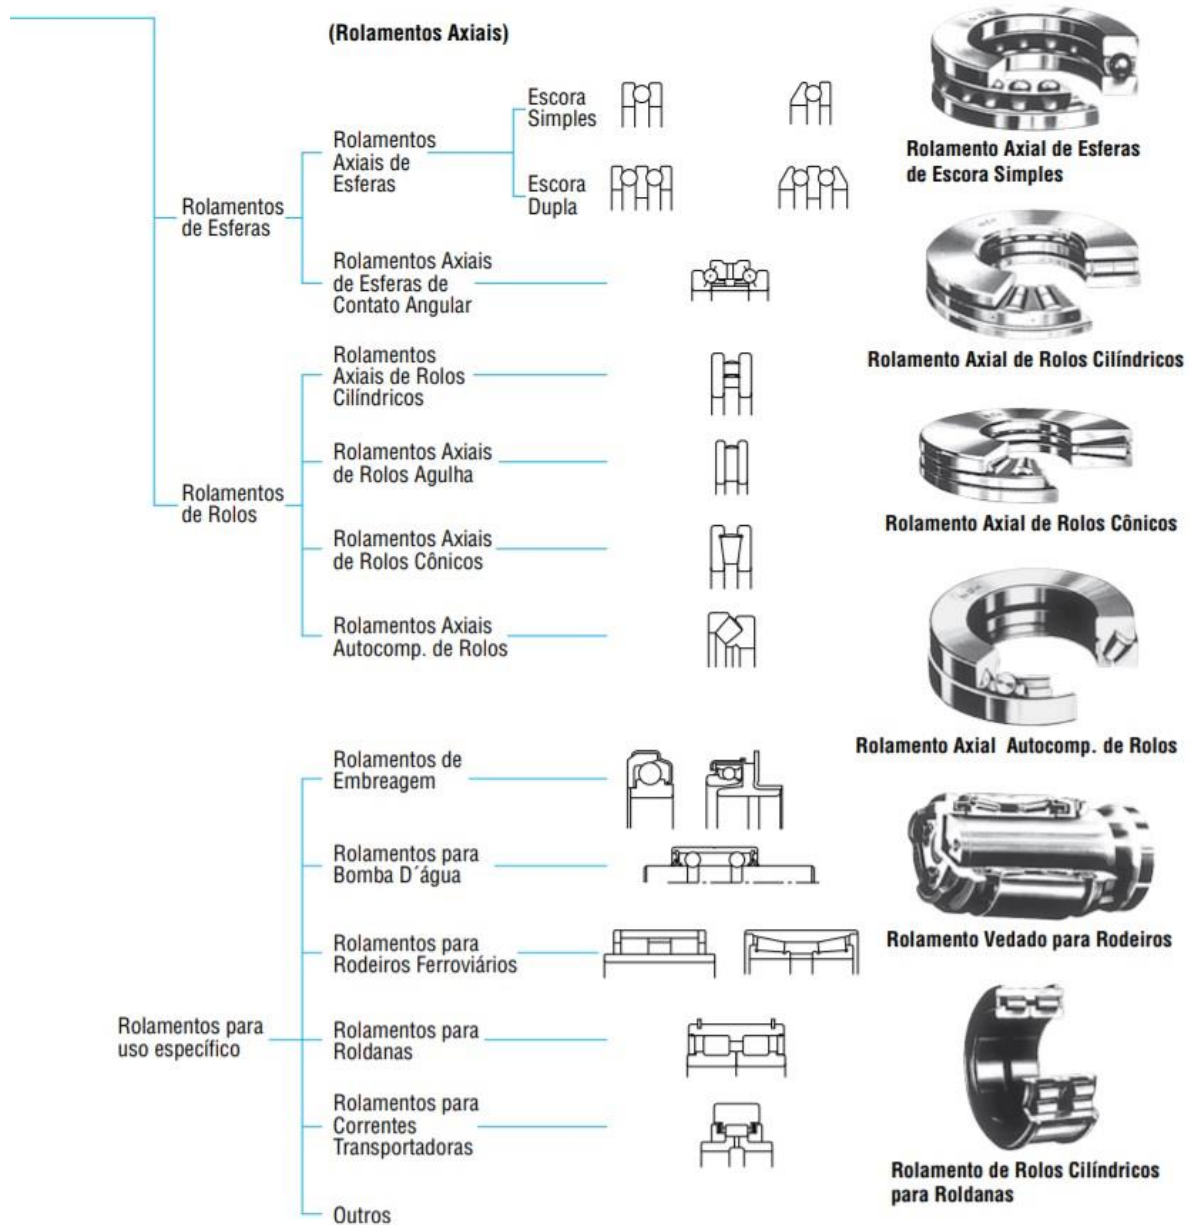 (Rolamentos Axiais)
Rolamentos
de Esferas
Rolamentos
Axiais de
Esferas
Escora
Simples
Escora
Dupla
Rolamentos Axiais
de Esferas de
Contato Angular
Rolamentos
de Rolos
Rolamentos
Axiais de Rolos
Cilíndricos
Rolamentos Axiais
de Rolos Agulha
Rolamentos Axiais
de Rolos Cônicos
Rolamentos Axiais
Autocomp. de Rolos
Rolamentos para
uso específico
Rolamentos de
Embreagem
Rolamentos para
Bomba D´água
Rolamentos para
Rodeiros Ferroviários
Rolamentos para
Roldanas
Rolamentos para
Correntes
Transportadoras
Outros
Rolamento Axial de Esferas
de Escora Simples
Rolamento Axial de Rolos Cilíndricos
Rolamento Axial de Rolos Cônicos
Rolamento Axial Autocomp. de Rolos
Rolamento Vedado para Rodeiros
Rolamento de Rolos Cilíndricos
para Roldanas